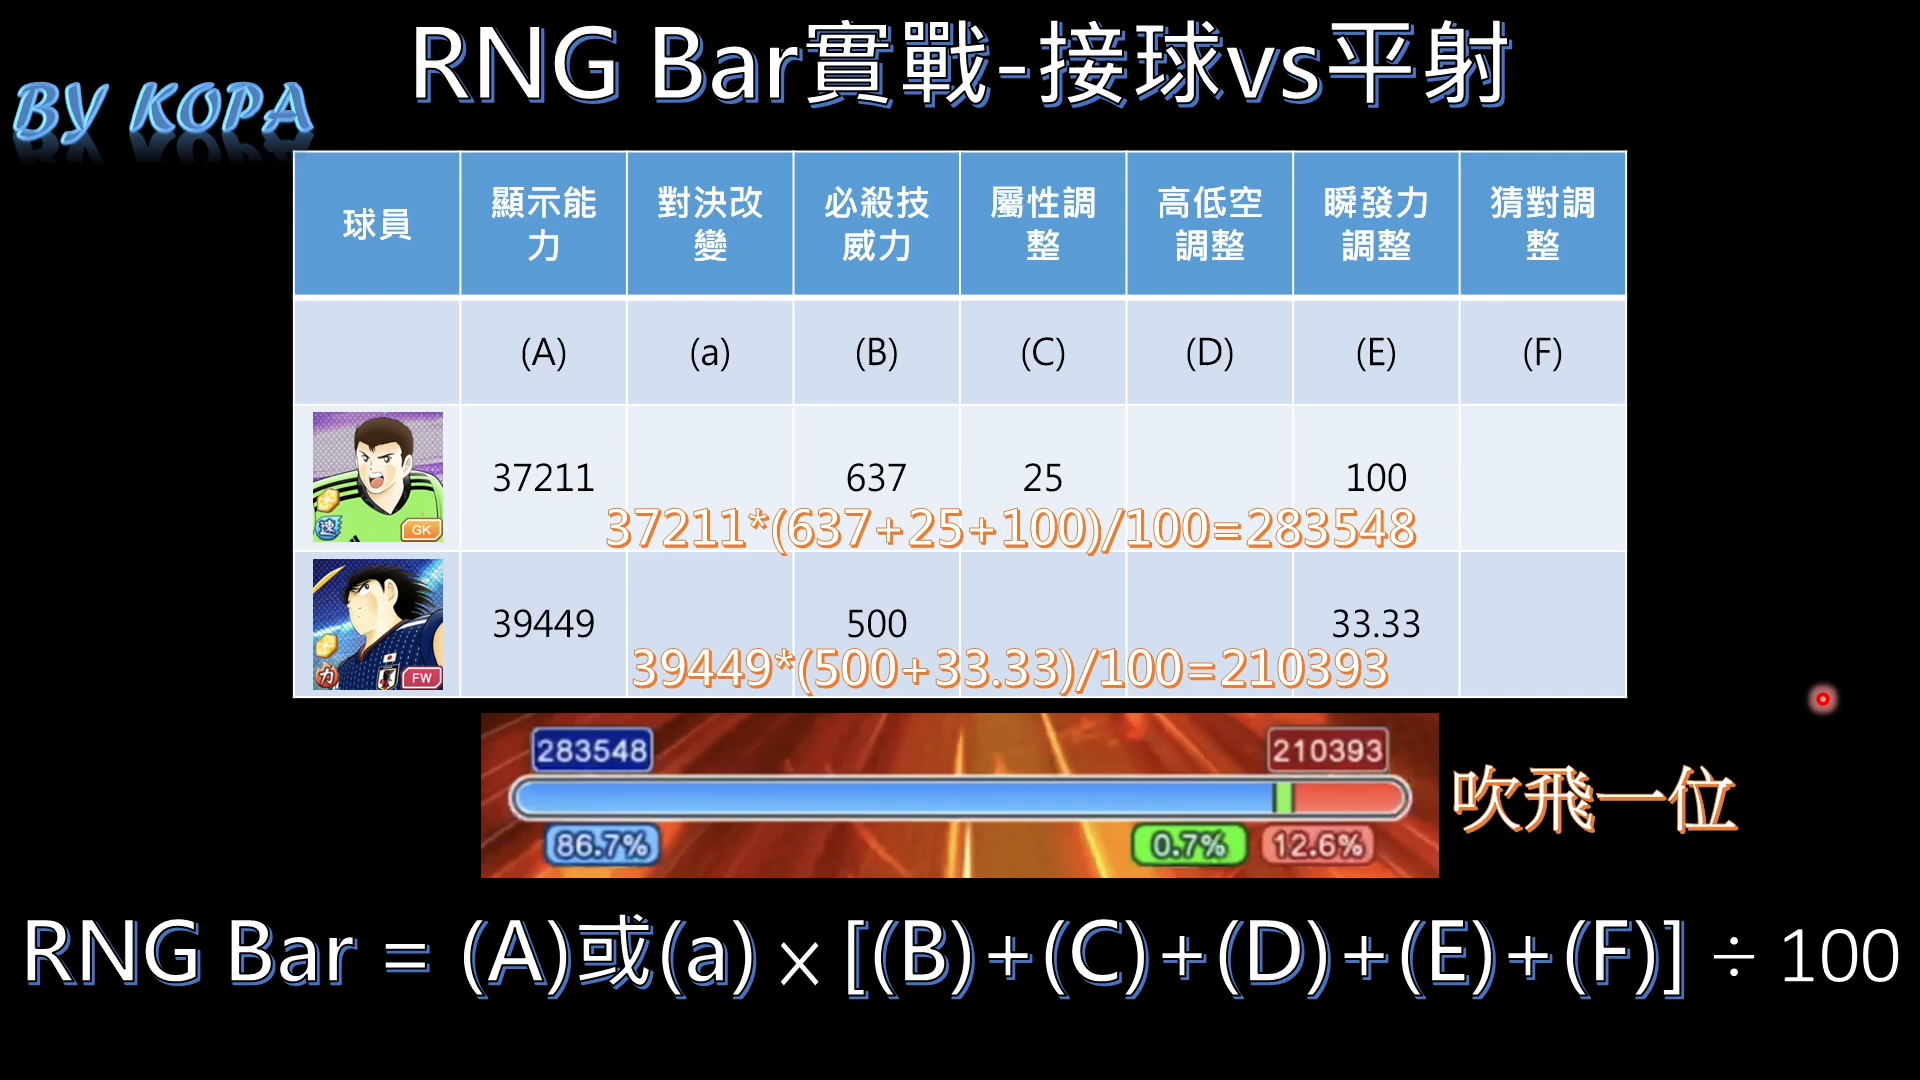 RNG Bar實戰-接球vs平射
BY KOPA
球員 顯示能力 對決改變 必殺技威力 屬性調整 高低空調整 瞬發力調整 猜對調整
(A) (a) (B) (C) (D) (E) (F)
速 GK 37211 637 25 100
37211*(637+25+100)/100=283548
力 FW 39449 500 33.33
39449*(500+33.33)/100=210393
283548 210393
86.7% 0.7% 12.6%
吹飛一位
RNG Bar = (A)或(a) × [(B)+(C)+(D)+(E)+(F)] ÷ 100